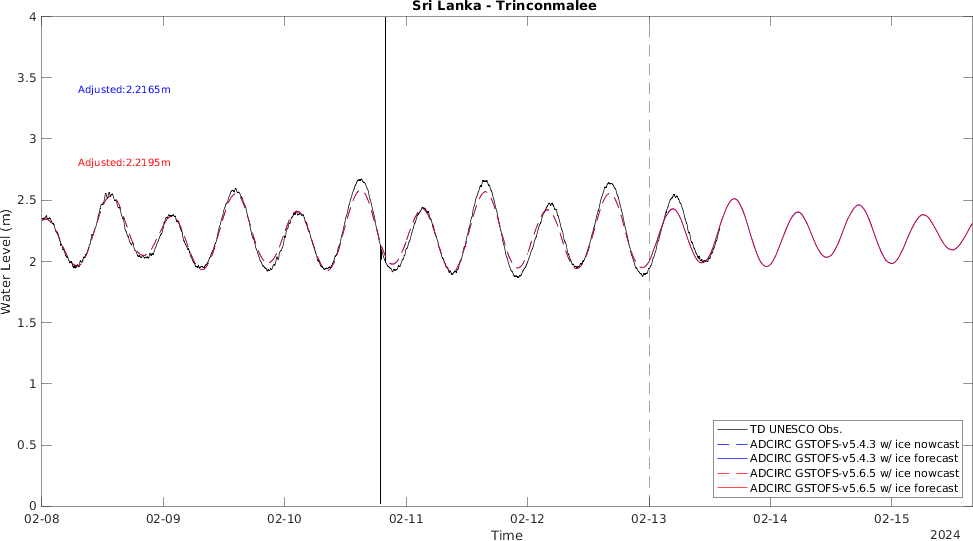 Sri Lanka - Trinconmalee
4
3.5
3
2.5
2
1.5
1
0.5
0
Water Level (m)
Adjusted:2.2165m
Adjusted:2.2195m
TD UNESCO Obs.
ADCIRC GSTOFS-v5.4.3 w/ ice nowcast
ADCIRC GSTOFS-v5.4.3 w/ ice forecast
ADCIRC GSTOFS-v5.6.5 w/ ice nowcast
ADCIRC GSTOFS-v5.6.5 w/ ice forecast
02-08 02-09 02-10 02-11 02-12 02-13 02-14 02-15
Time
2024